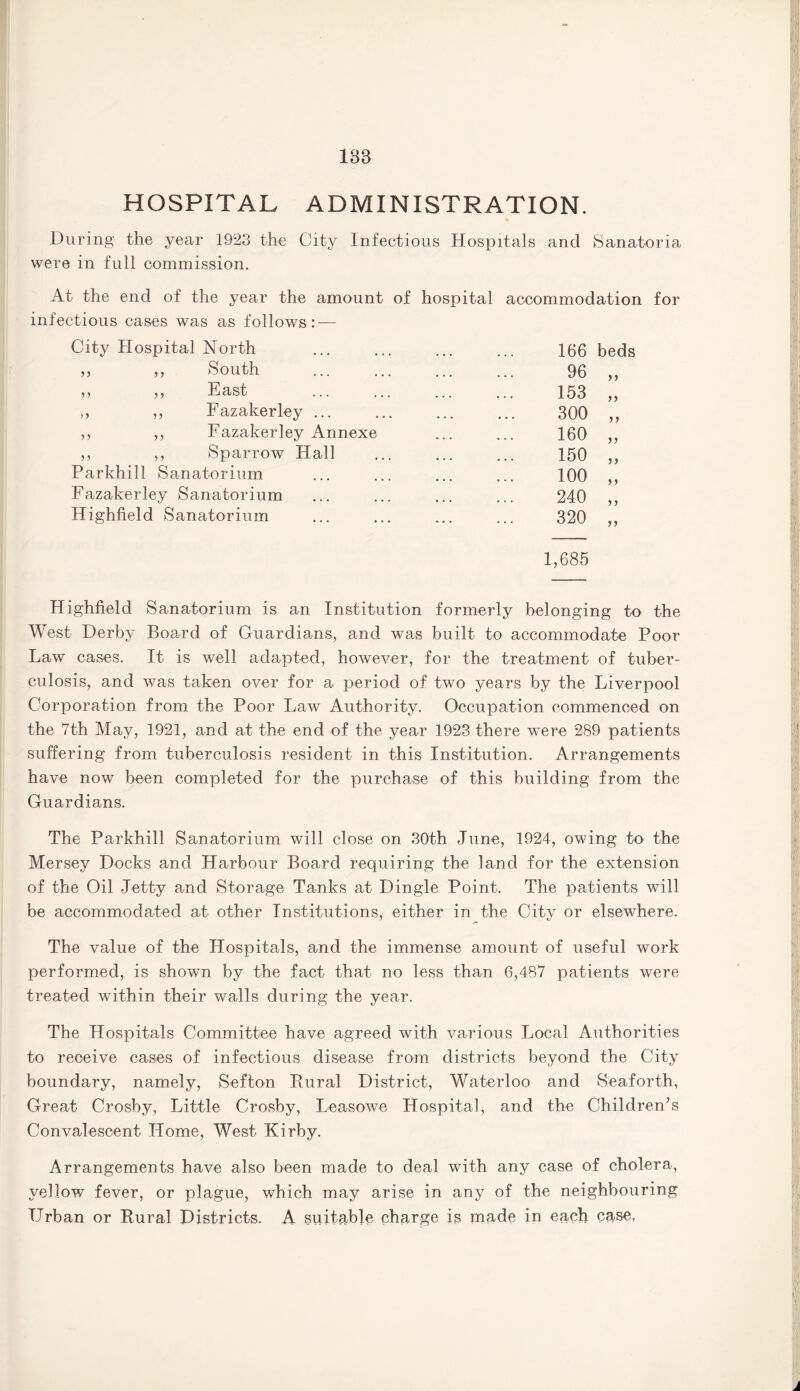 133
HOSPITAL ADMINISTRATION.
During the year 1923 the City Infectious Hospitals and Sanatoria
were in full commission.
At the end of the year the amount of hospital accommodation for
infectious cases was as follows:—
City Hospital North ... ... ... ... 166 beds
,, ,, South ... ... ... ... 96 ,,
,, ,, East ... ... ... ... 153 ,,
,, ,, Fazakerley ... ... ... ... 300 ,,
,, ,, Fazakerley Annexe ... ... 160 ,,
,, ,, Sparrow Hall ... ... ... 150 ,,
Parkhill Sanatorium ... ... ... ... 100 ,,
Fazakerley Sanatorium ... ... ... ... 240 ,,
Highfield Sanatorium ... ... ... ... 320 ,,
1,685
Highfield Sanatorium is an Institution formerly belonging to the
West Derby Board of Guardians, and was built to accommodate Poor
Law cases. It is well adapted, however, for the treatment of tuber-
culosis, and was taken over for a period of two years by the Liverpool
Corporation from the Poor Law Authority. Occupation commenced on
the 7th May, 1921, and at the end of the year 1923 there were 289 patients
suffering from tuberculosis resident in this Institution. Arrangements
have now been completed for the purchase of this building from the
Guardians.
The Parkhill Sanatorium will close on 30th June, 1924, owing to the
Mersey Docks and Harbour Board requiring the land for the extension
of the Oil Jetty and Storage Tanks at Dingle Point. The patients will
be accommodated at other Institutions, either in the City or elsewhere.
The value of the Hospitals, and the immense amount of useful work
performed, is shown by the fact that no less than 6,487 patients were
treated within their walls during the year.
The Hospitals Committee have agreed with various Local Authorities
to receive cases of infectious disease from districts beyond the City
boundary, namely, Sefton Rural District, Waterloo and Seaforth,
Great Crosby, Little Crosby, Leasowe Hospital, and the Children's
Convalescent Home, West Kirby.
Arrangements have also been made to deal with any case of cholera,
yellow fever, or plague, which may arise in any of the neighbouring
Urban or Rural Districts. A suitable charge is made in each case.